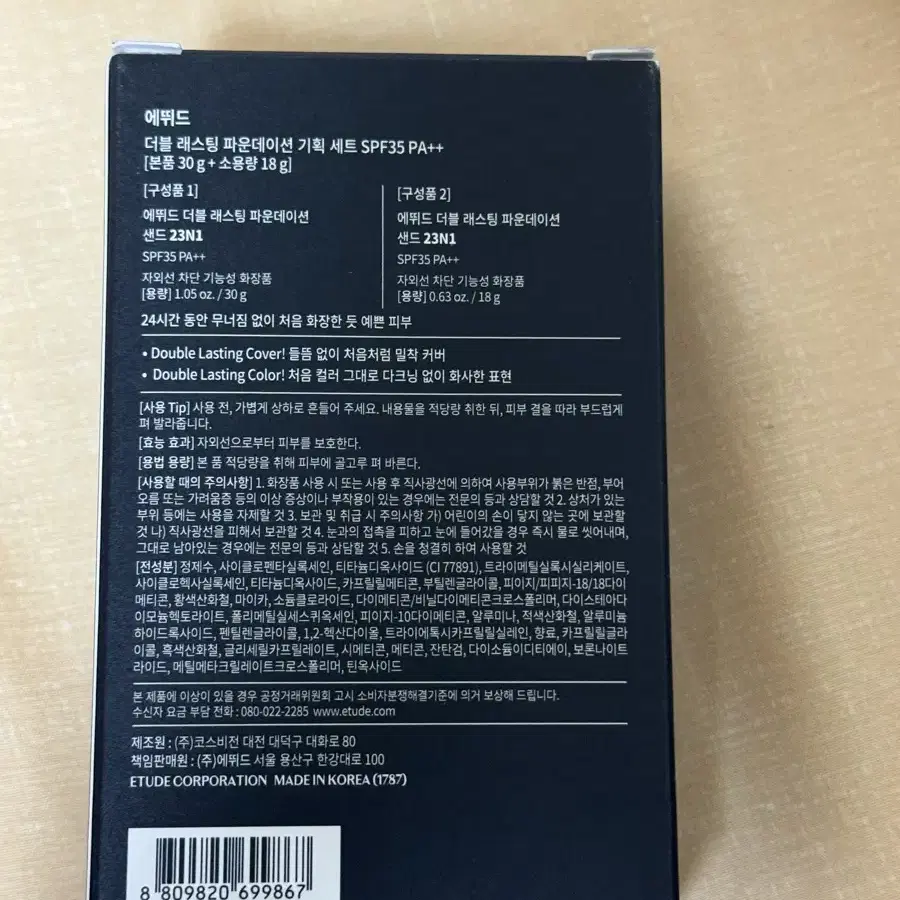 에뛰드
더블 래스팅 파운데이션 기획 세트 SPF35 PA++
[본품 30 g + 소용량 18 g]
[구성품 1]
에뛰드 더블 래스팅 파운데이션
샌드 23N1
SPF35 PA++
자외선 차단 기능성 화장품
[용량] 1.05 oz. / 30 g
[구성품 2]
에뛰드 더블 래스팅 파운데이션
샌드 23N1
SPF35 PA++
자외선 차단 기능성 화장품
[용량] 0.63 oz. / 18 g
24시간 동안 무너짐 없이 처음 화장한 듯 예쁜 피부
• Double Lasting Cover! 들뜸 없이 처음처럼 밀착 커버
• Double Lasting Color! 처음 컬러 그대로 다크닝 없이 화사한 표현
[사용 Tip] 사용 전, 가볍게 상하로 흔들어 주세요. 내용물을 적당량 취한 뒤, 피부 결을 따라 부드럽게
펴 발라줍니다.
[효능 효과] 자외선으로부터 피부를 보호한다.
[용법 용량] 본 품 적당량을 취해 피부에 골고루 펴 바른다.
[사용할 때의 주의사항] 1. 화장품 사용 시 또는 사용 후 직사광선에 의하여 사용부위가 붉은 반점, 부어
오름 또는 가려움증 등의 이상 증상이나 부작용이 있는 경우에는 전문의 등과 상담할 것 2. 상처가 있는
부위 등에는 사용을 자제할 것 3. 보관 및 취급 시 주의사항 가) 어린이의 손이 닿지 않는 곳에 보관할
것 나) 직사광선을 피해서 보관할 것 4. 눈과의 접촉을 피하고 눈에 들어갔을 경우 즉시 물로 씻어내며,
그대로 남아있는 경우에는 전문의 등과 상담할 것 5. 손을 청결히 하여 사용할 것
[전성분] 정제수, 사이클로펜타실록세인, 티타늄디옥사이드 (CI 77891), 트라이메틸실록시실리케이트,
사이클로헥사실록세인, 티타늄디옥사이드, 카프릴릴메티콘, 부틸렌글라이콜, 피이지/피피지-18/18다이
메티콘, 황색산화철, 마이카, 소듐클로라이드, 다이메티콘/비닐다이메티콘크로스폴리머, 다이스테아다
이모늄헥토라이트, 폴리메틸실세스퀴옥세인, 피이지-10다이메티콘, 알루미나, 적색산화철, 알루미늄
하이드록사이드, 펜틸렌글라이콜, 1,2-헥산다이올, 트라이에톡시카프릴릴실레인, 향료, 카프릴릴글라
이콜, 흑색산화철, 글리세릴카프릴레이트, 시메티콘, 메티콘, 잔탄검, 다이소듐이디티에이, 보론나이트
라이드, 메틸메타크릴레이트크로스폴리머, 틴옥사이드
본 제품에 이상이 있을 경우 공정거래위원회 고시 소비자분쟁해결기준에 의거 보상해 드립니다.
수신자 요금 부담 전화 : 080-022-2285 www.etude.com
제조원 : (주)코스비전 대전 대덕구 대화로 80
책임판매원 : (주)에뛰드 서울 용산구 한강대로 100
ETUDE CORPORATION MADE IN KOREA (1787)
8 809820 699867